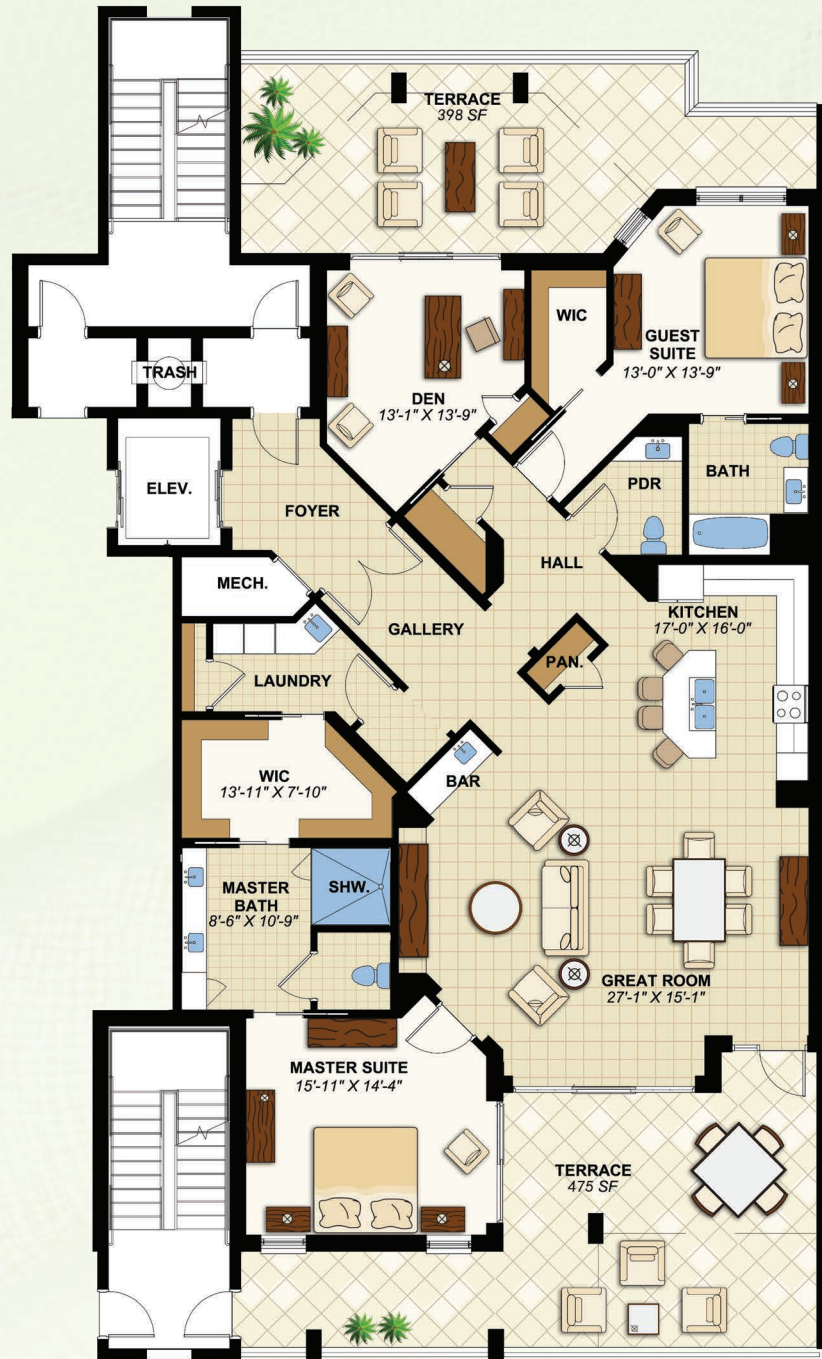 TERRACE
398 SF
WIC
GUEST
SUITE
13'-0" X 13'-9"
TRASH
DEN
13'-1" X 13'-9"
ELEV.
FOYER
PDR
BATH
HALL
MECH.
KITCHEN
17'-0" X 16'-0"
GALLERY
PAN.
LAUNDRY
WIC
13'-11" X 7'-10"
BAR
MASTER
BATH
8'-6" X 10'-9"
SHW.
GREAT ROOM
27'-1" X 15'-1"
MASTER SUITE
15'-11" X 14'-4"
TERRACE
475 SF